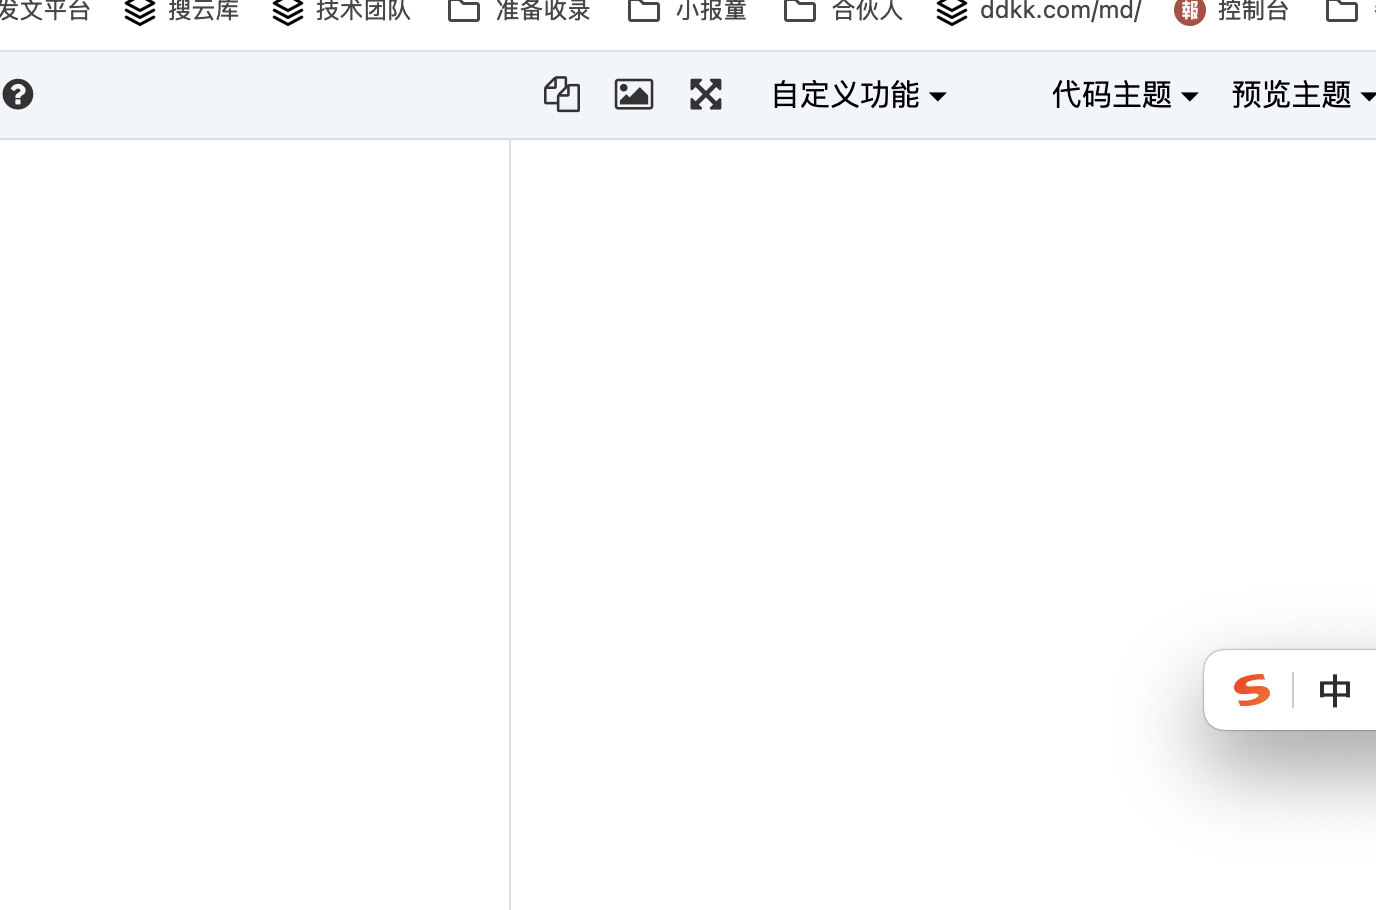 发文平台 搜云库 技术团队 准备收录 小报童 合伙人 ddkk.com/md/ 報 控制台
自定义功能 代码主题 预览主题
中